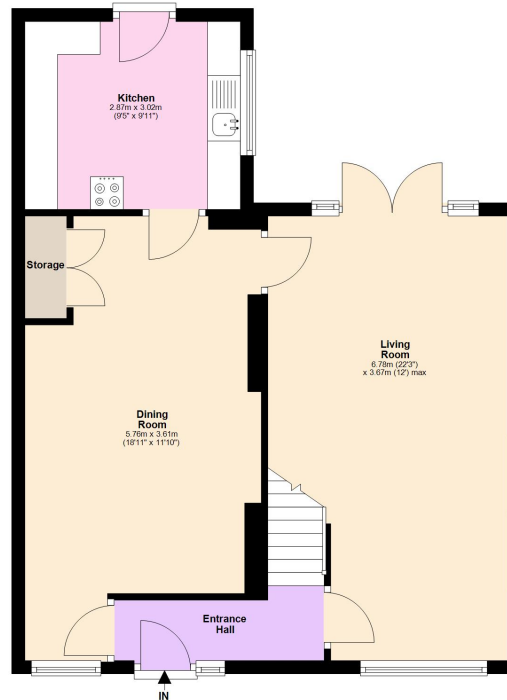 Kitchen
2.87m x 3.02m
(9'5" x 9'11")
Storage
Living
Room
6.78m (22'3")
x 3.67m (12') max
Dining
Room
5.76m x 3.61m
(18'11" x 11'10")
Entrance
Hall
IN